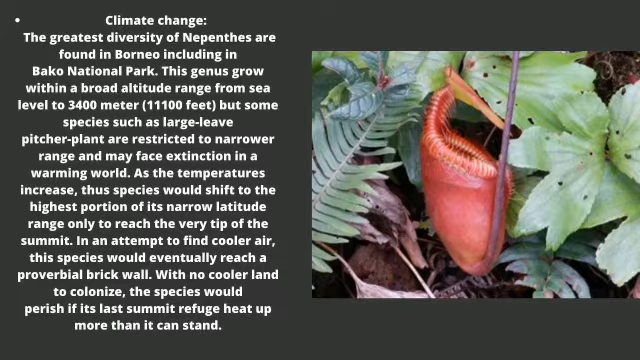 • Climate change:
The greatest diversity of Nepenthes are
found in Borneo including in
Bako National Park. This genus grow
within a broad altitude range from sea
level to 3400 meter (11100 feet) but some
species such as large-leave
pitcher-plant are restricted to narrower
range and may face extinction in a
warming world. As the temperatures
increase, thus species would shift to the
highest portion of its narrow latitude
range only to reach the very tip of the
summit. In an attempt to find cooler air,
this species would eventually reach a
proverbial brick wall. With no cooler land
to colonize, the species would
perish if its last summit refuge heat up
more than it can stand.